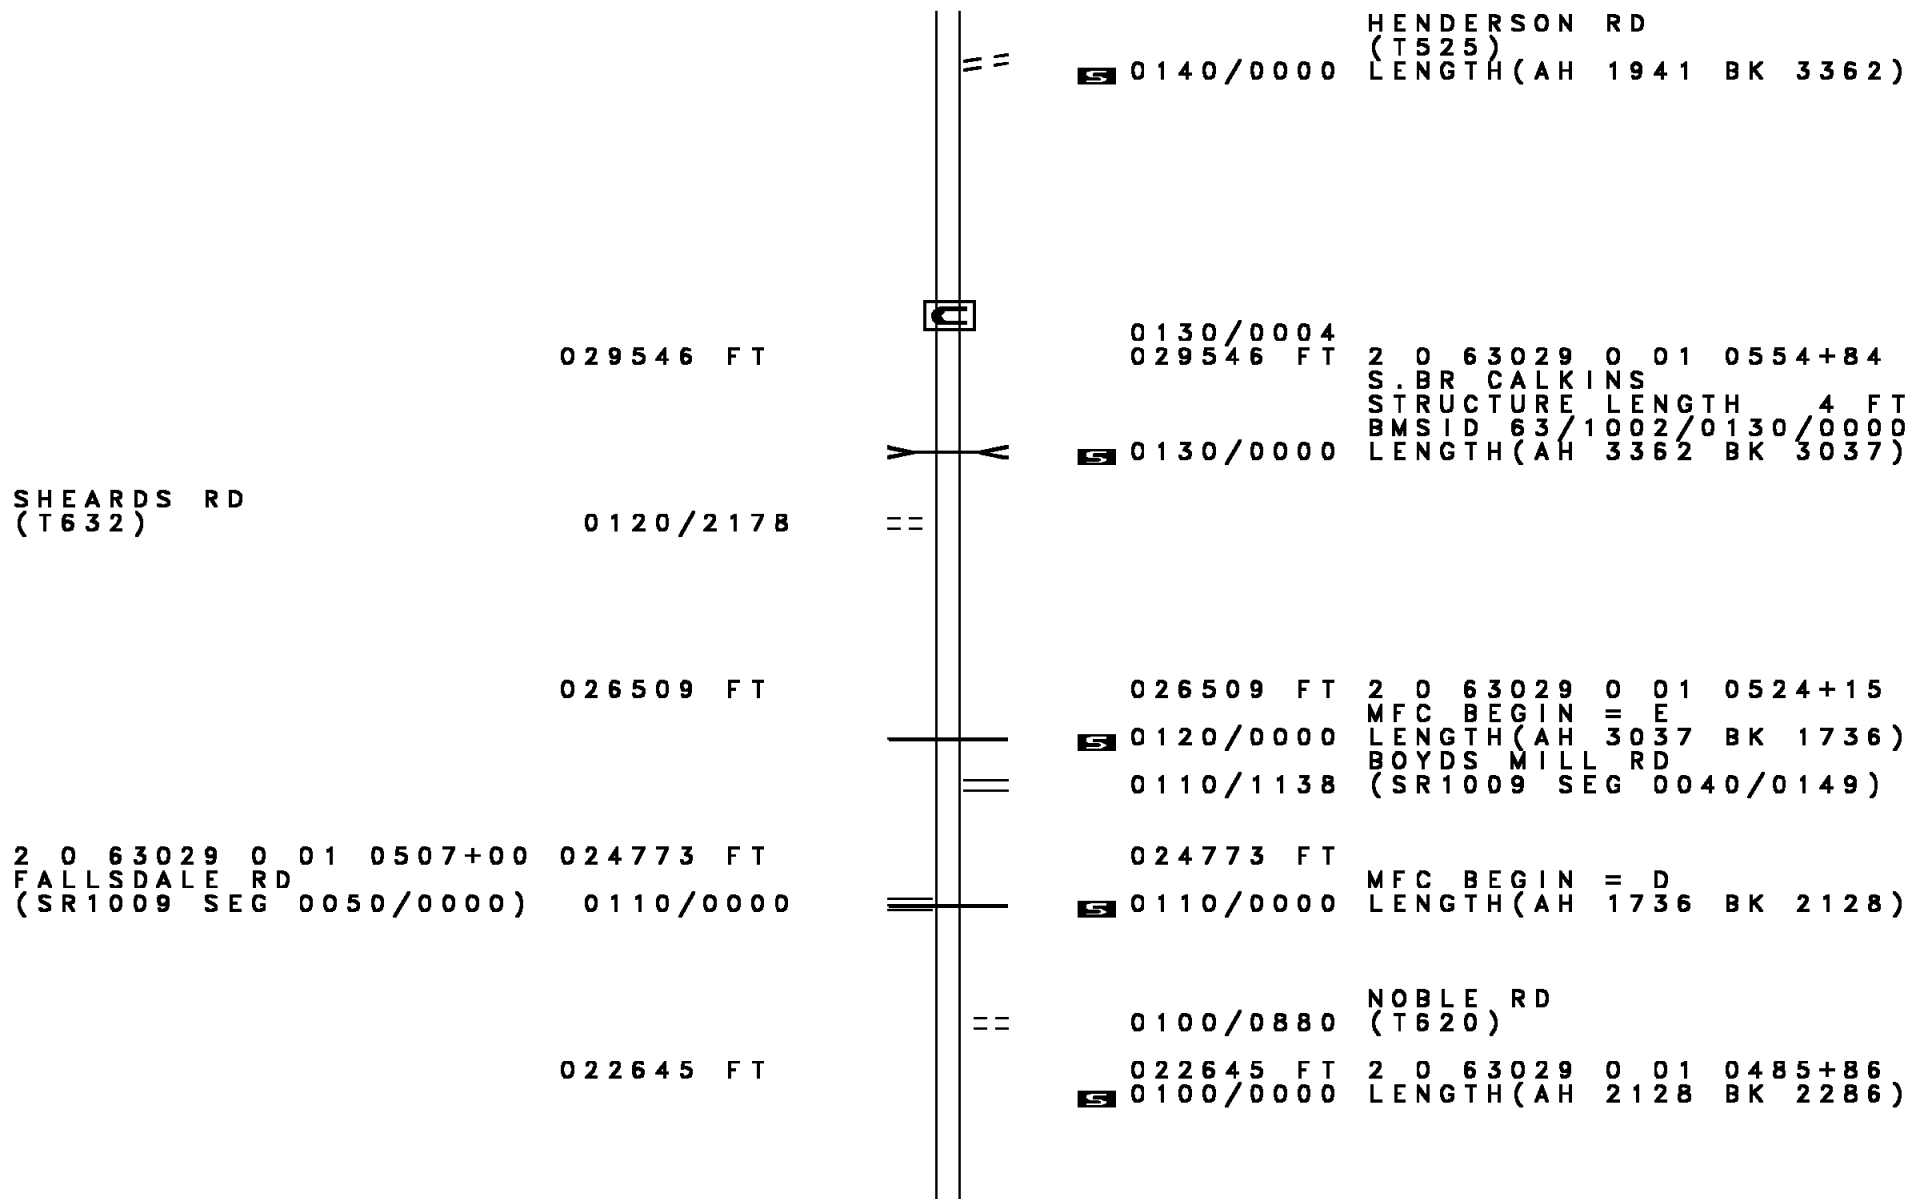 HENDERSON RD
(T525)
S 0140/0000 LENGTH(AH 1941 BK 3362)
0130/0004
029546 FT 029546 FT 2 0 63029 0 01 0554+84
S.BR CALKINS
STRUCTURE LENGTH 4 FT
BMSID 63/1002/0130/0000
S 0130/0000 LENGTH(AH 3362 BK 3037)
SHEARDS RD
(T632) 0120/2178
026509 FT 026509 FT 2 0 63029 0 01 0524+15
MFC BEGIN = E
S 0120/0000 LENGTH(AH 3037 BK 1736)
BOYDS MILL RD
0110/1138 (SR1009 SEG 0040/0149)
2 0 63029 0 01 0507+00 024773 FT 024773 FT
FALLSDALE RD MFC BEGIN = D
(SR1009 SEG 0050/0000) 0110/0000 S 0110/0000 LENGTH(AH 1736 BK 2128)
NOBLE RD
0100/0880 (T620)
022645 FT 022645 FT 2 0 63029 0 01 0485+86
S 0100/0000 LENGTH(AH 2128 BK 2286)